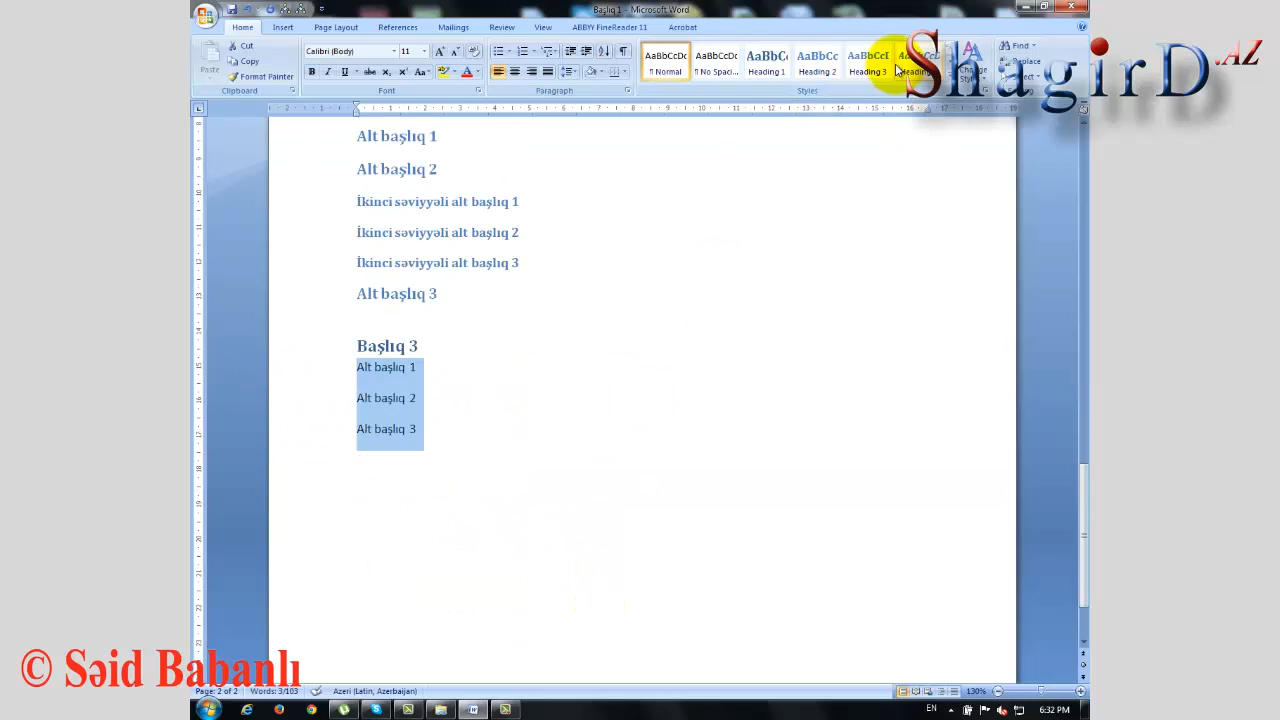 Başlıq 1 - Microsoft Word
Home Insert Page Layout References Mailings Review View ABBYY FineReader 11 Acrobat
Paste
Cut
Copy
Format Painter
Clipboard
Calibri (Body) 11
B I U abc x₂ x² Aa
Font
Paragraph
AaBbCcDc AaBbCcDc AaBbCc AaBbCc AaBbCcI
¶ Normal ¶ No Spaci... Heading 1 Heading 2 Heading 3
Styles
Find
Replace
ShagirD.AZ
Alt başlıq 1
Alt başlıq 2
İkinci səviyyəli alt başlıq 1
İkinci səviyyəli alt başlıq 2
İkinci səviyyəli alt başlıq 3
Alt başlıq 3
Başlıq 3
Alt başlıq 1
Alt başlıq 2
Alt başlıq 3
© Səid Babanlı
Page: 2 of 2 Words: 3/103 Azeri (Latin, Azerbaijan) 130%
EN 6:32 PM